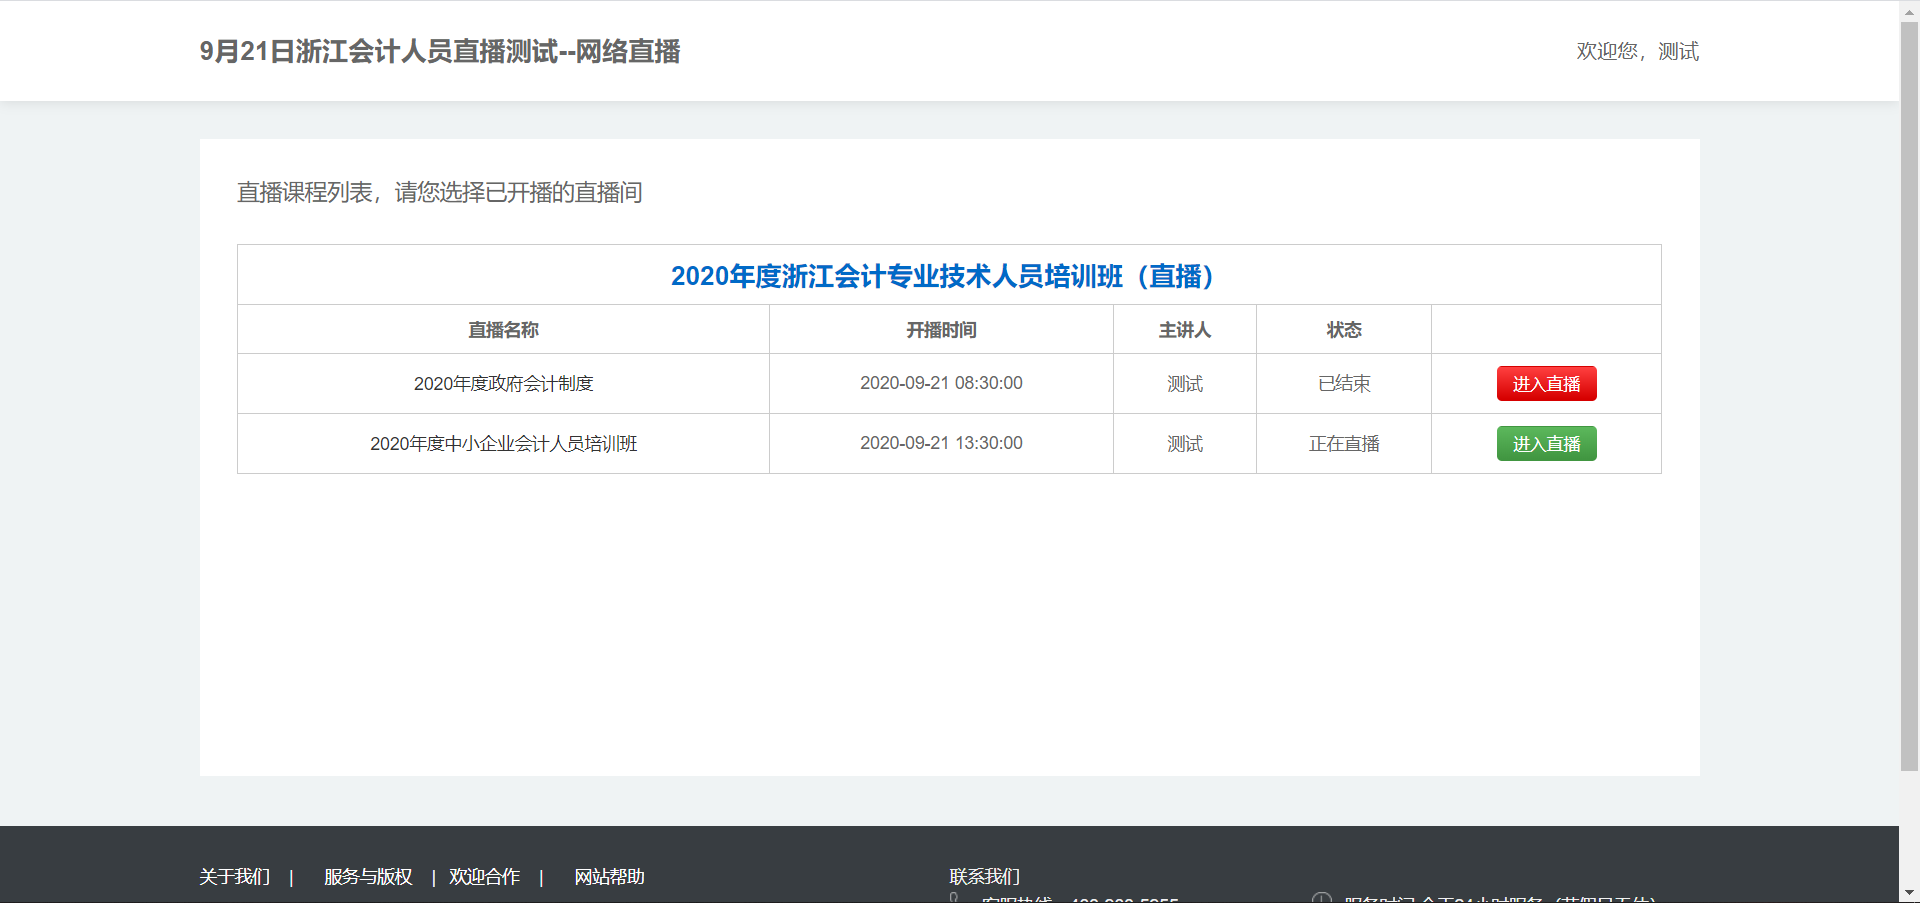 9月21日浙江会计人员直播测试--网络直播
欢迎您，测试
直播课程列表，请您选择已开播的直播间
2020年度浙江会计专业技术人员培训班（直播）
直播名称 开播时间 主讲人 状态
2020年度政府会计制度 2020-09-21 08:30:00 测试 已结束 进入直播
2020年度中小企业会计人员培训班 2020-09-21 13:30:00 测试 正在直播 进入直播
关于我们 | 服务与版权 | 欢迎合作 | 网站帮助
联系我们